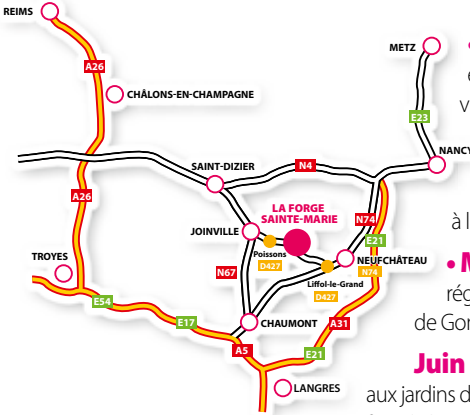 REIMS
METZ
A26
CHÂLONS-EN-CHAMPAGNE
E23
NANCY
SAINT-DIZIER
N4
A26
LA FORGE
SAINTE-MARIE
N74
JOINVILLE
E21
Poissons
D427
NEUFCHÂTEAU
TROYES
N67
Liffol-le-Grand
D427
N74
E54
E17
CHAUMONT
A31
A5
E21
LANGRES
à l
• M
rég
de Gor
Juin
aux jardins d